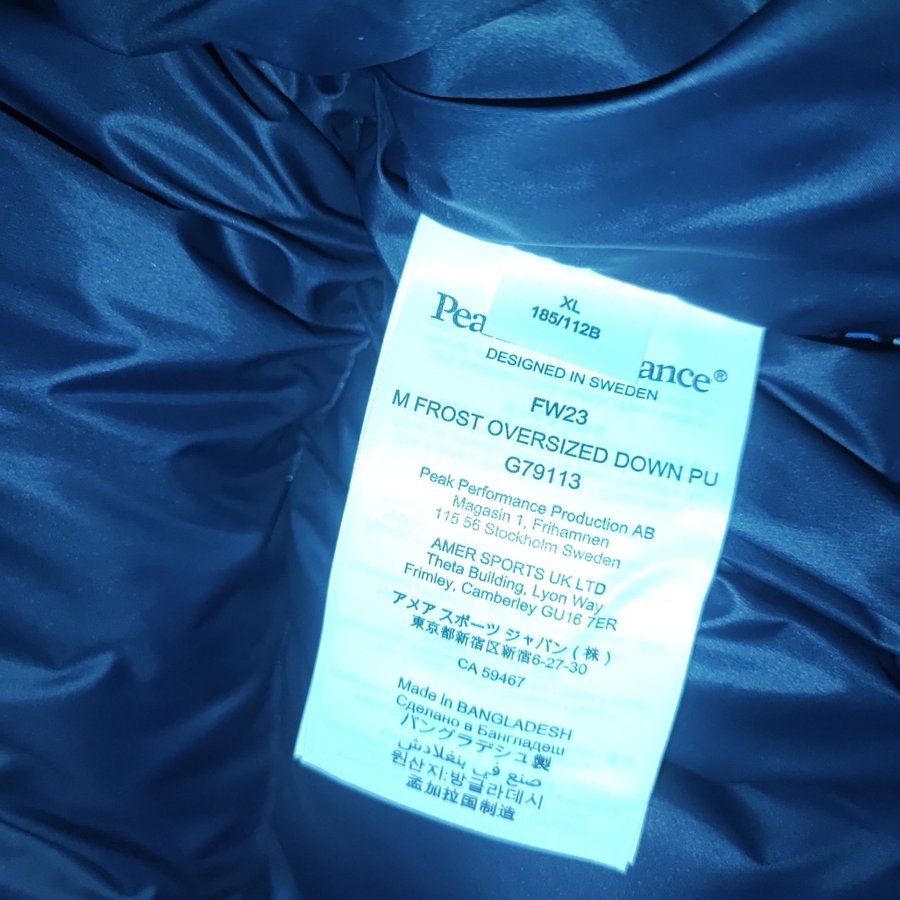 XL
185/112B
Pea ance®
DESIGNED IN SWEDEN
FW23
M FROST OVERSIZED DOWN PU
G79113
Peak Performance Production AB
Magasin 1, Frihamnen
115 56 Stockholm Sweden
AMER SPORTS UK LTD
Theta Building, Lyon Way
Frimley, Camberley GU16 7ER
アメア スポーツ ジャパン ( 株 )
東京都新宿区新宿6-27-30
CA 59467
Made in BANGLADESH
Сделано в Бангладеш
バングラデシュ製
صنع في بنغلادش
원산지:방글라데시
孟加拉国制造